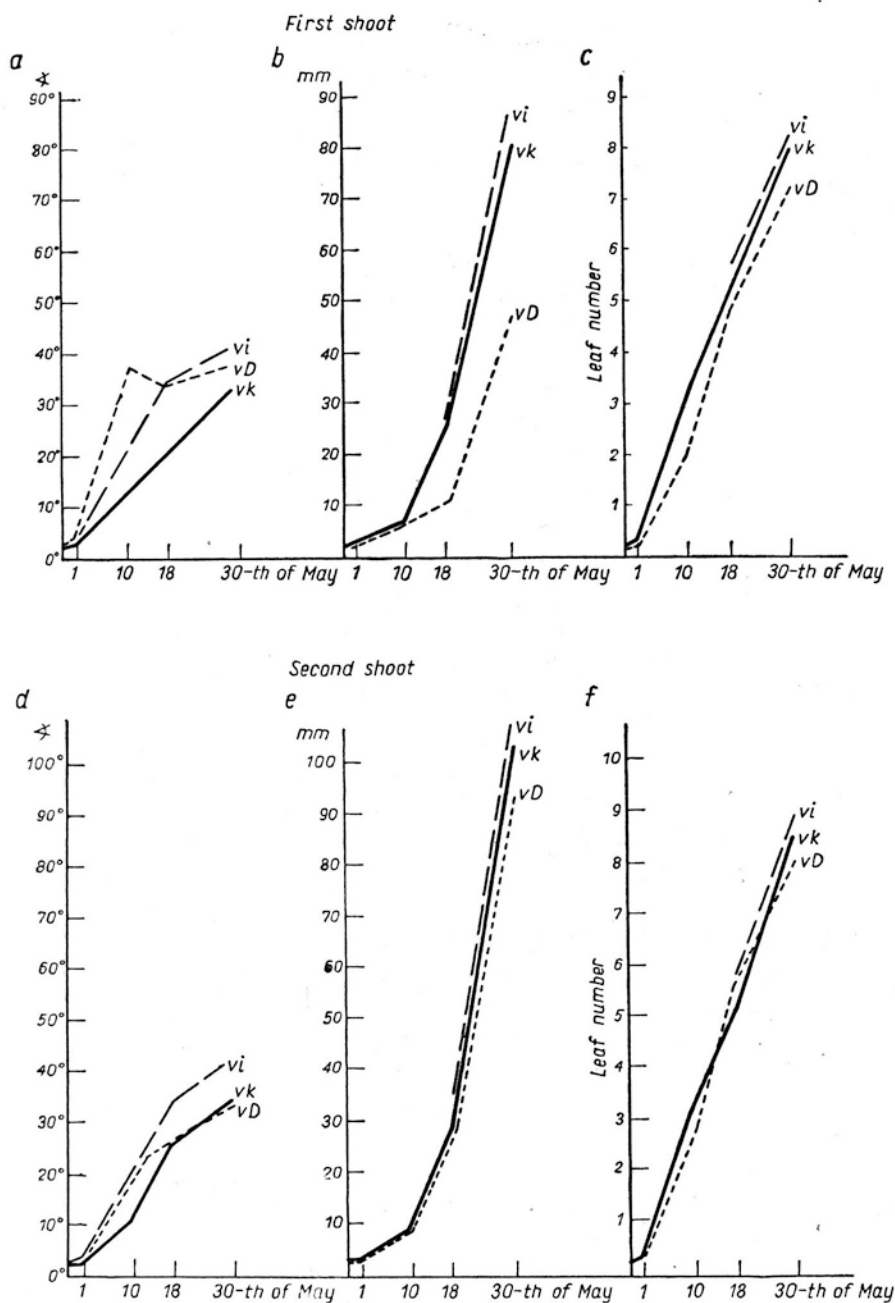 First shoot
a
∢
90°
80°
70°
60°
50°
40°
30°
20°
10°
0°
vi
vD
vk
1 10 18 30-th of May
b
mm
90
80
70
60
50
40
30
20
10
vi
vk
vD
1 10 18 30-th of May
c
Leaf number
9
8
7
6
5
4
3
2
1
vi
vk
vD
1 10 18 30-th of May
Second shoot
d
∢
100°
90°
80°
70°
60°
50°
40°
30°
20°
10°
0°
vi
vk
vD
1 10 18 30-th of May
e
mm
100
90
80
70
60
50
40
30
20
10
vi
vk
vD
1 10 18 30-th of May
f
Leaf number
10
9
8
7
6
5
4
3
2
1
vi
vk
vD
1 10 18 30-th of May